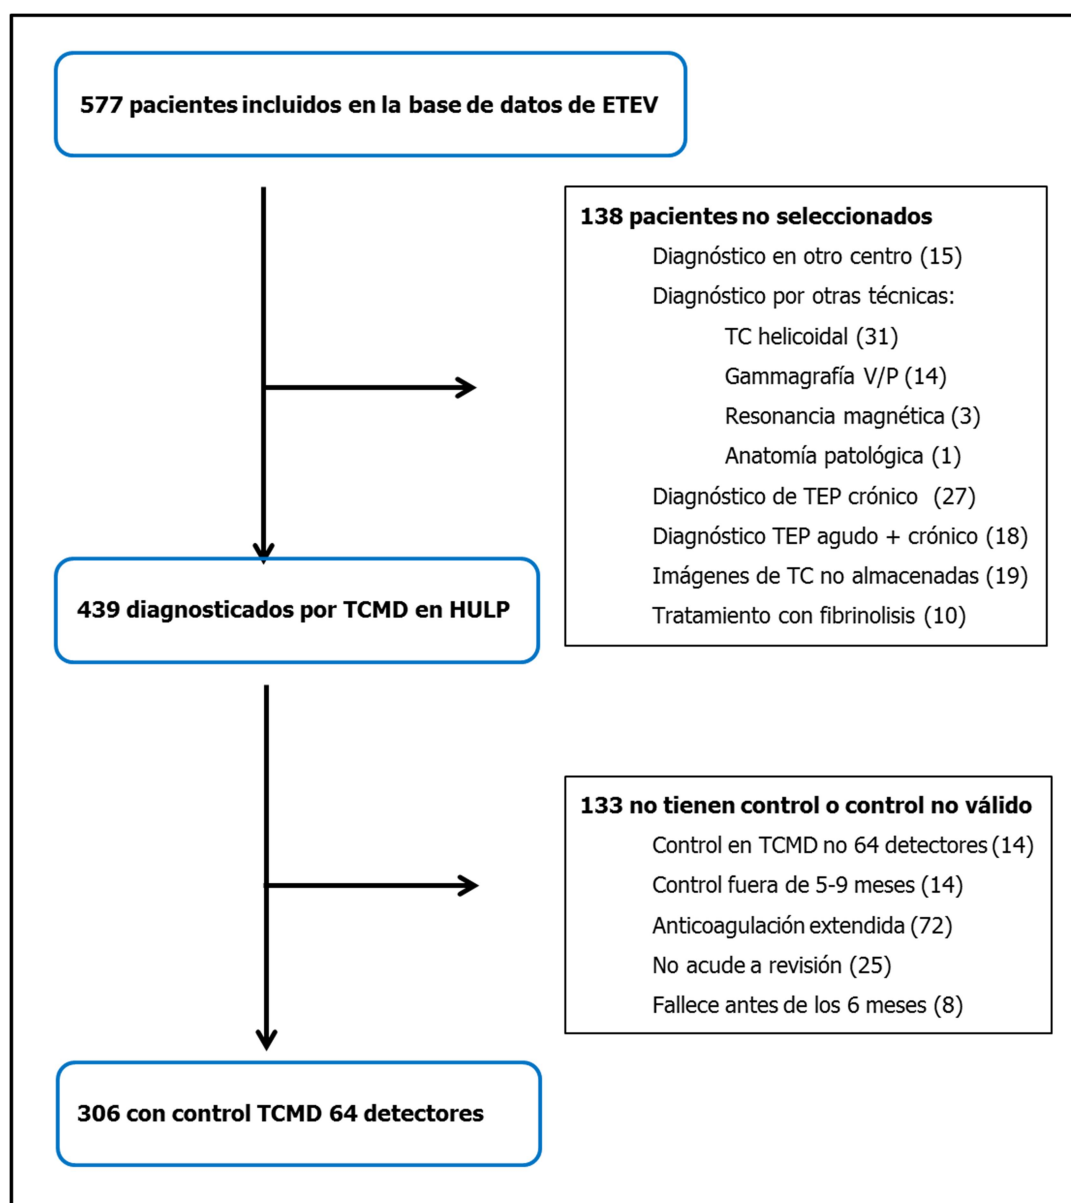 577 pacientes incluidos en la base de datos de ETEV
138 pacientes no seleccionados
Diagnóstico en otro centro (15)
Diagnóstico por otras técnicas:
TC helicoidal (31)
Gammagrafía V/P (14)
Resonancia magnética (3)
Anatomía patológica (1)
Diagnóstico de TEP crónico (27)
Diagnóstico TEP agudo + crónico (18)
Imágenes de TC no almacenadas (19)
Tratamiento con fibrinolisis (10)
439 diagnosticados por TCMD en HULP
133 no tienen control o control no válido
Control en TCMD no 64 detectores (14)
Control fuera de 5-9 meses (14)
Anticoagulación extendida (72)
No acude a revisión (25)
Fallece antes de los 6 meses (8)
306 con control TCMD 64 detectores